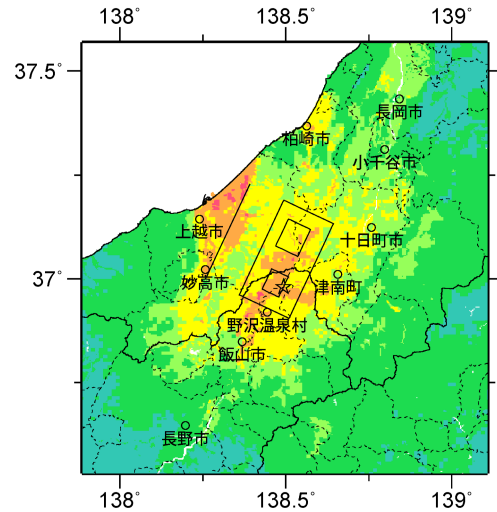 138° 138.5° 139°
37.5°
長岡市
柏崎市
小千谷市
上越市
十日町市
37°
妙高市
津南町
野沢温泉村
飯山市
長野市
138° 138.5° 139°